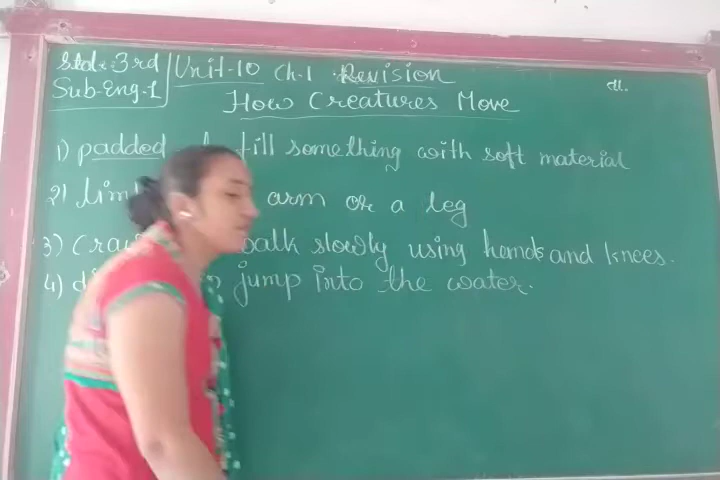 Std:- 3rd
Sub-Eng-1
Unit-10 Ch.1 Revision
How Creatures Move
1) padded fill something with soft material
2) arm or a leg
3) walk slowly using hands and knees.
4) jump into the water.